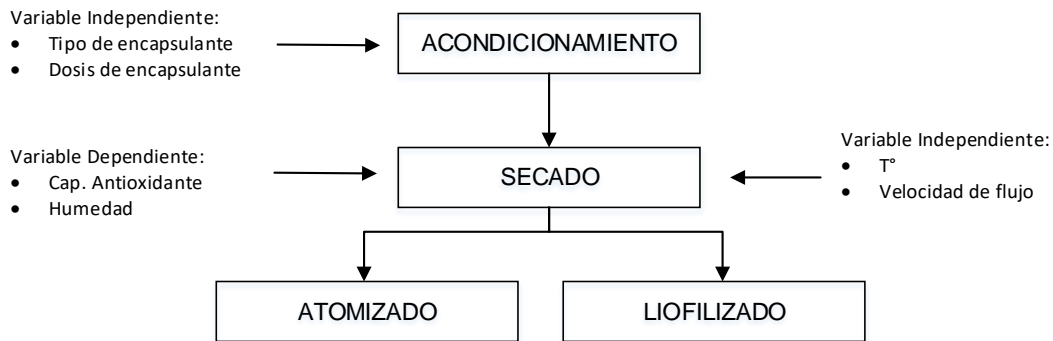 Variable Independiente:
• Tipo de encapsulante
• Dosis de encapsulante
ACONDICIONAMIENTO
Variable Dependiente:
• Cap. Antioxidante
• Humedad
SECADO
Variable Independiente:
• T°
• Velocidad de flujo
ATOMIZADO
LIOFILIZADO